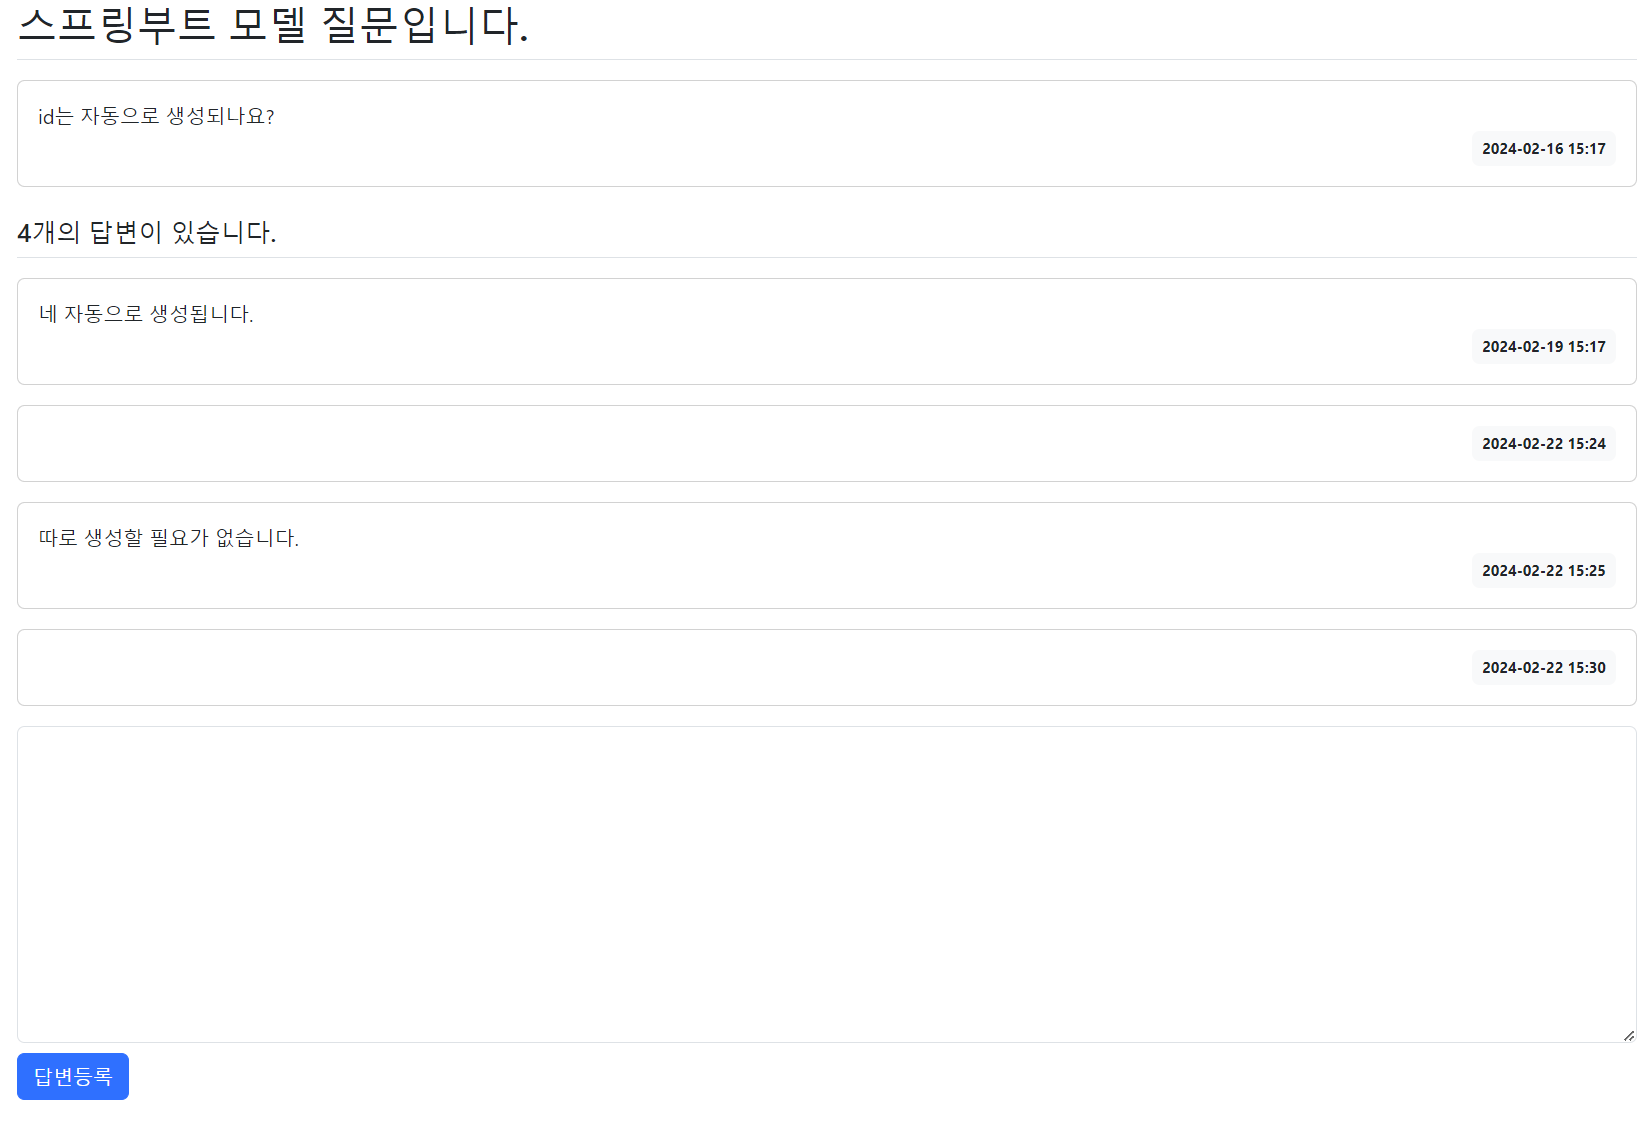 스프링부트 모델 질문입니다.
id는 자동으로 생성되나요?
2024-02-16 15:17
4개의 답변이 있습니다.
네 자동으로 생성됩니다.
2024-02-19 15:17
2024-02-22 15:24
따로 생성할 필요가 없습니다.
2024-02-22 15:25
2024-02-22 15:30
답변등록